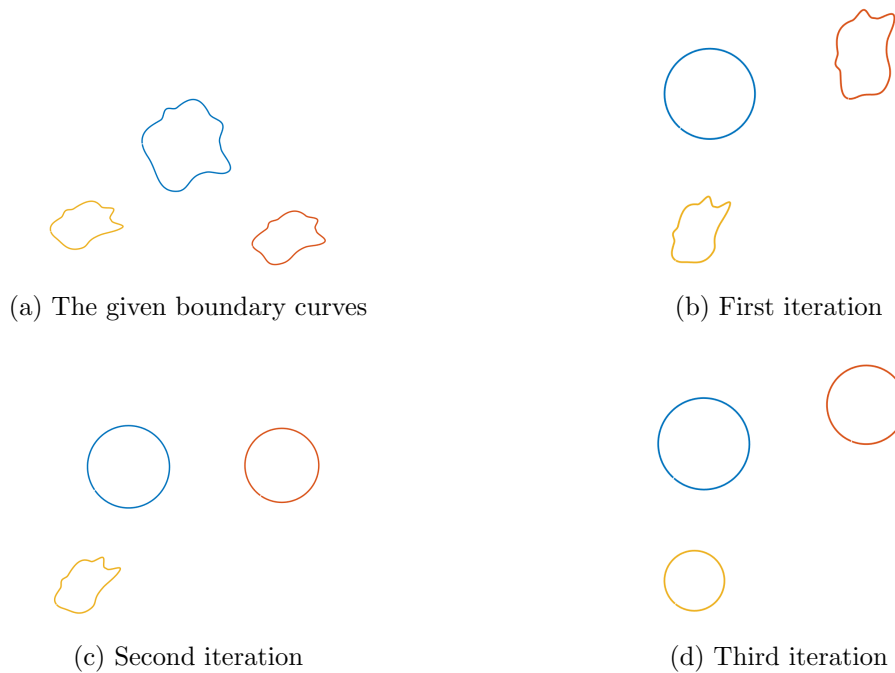 (a) The given boundary curves
(b) First iteration
(c) Second iteration
(d) Third iteration